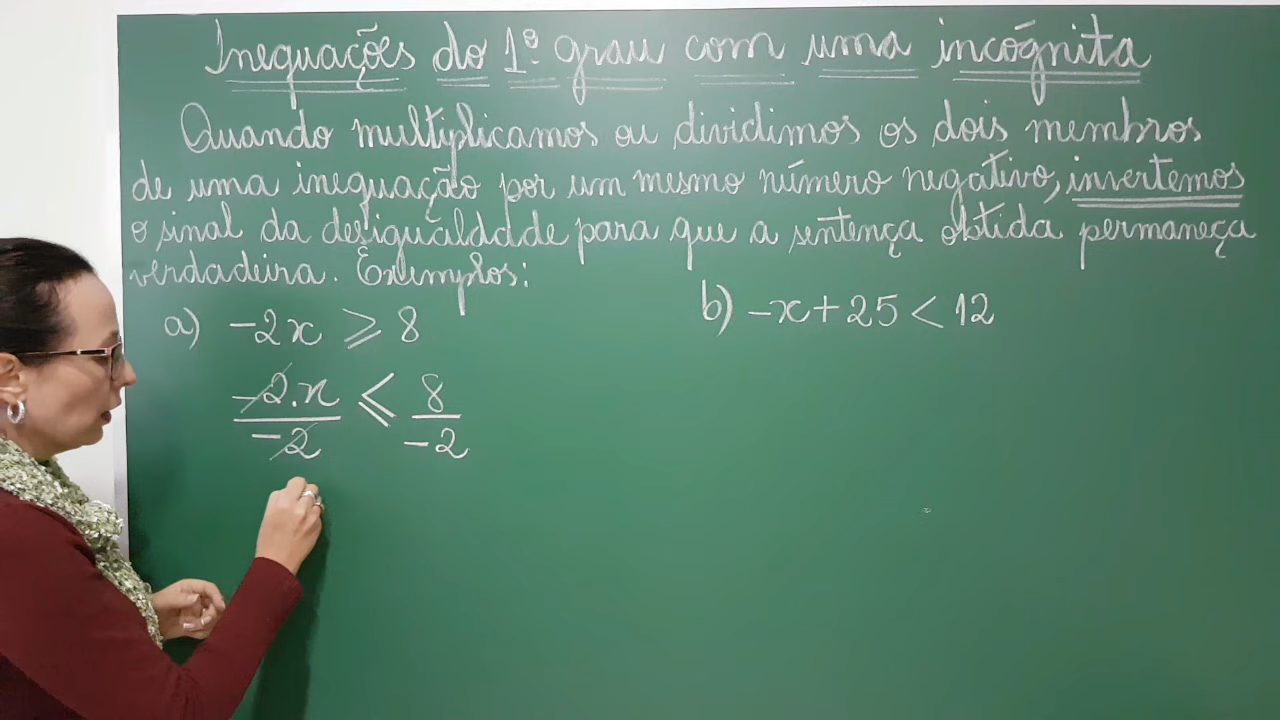 Inequações do 1º grau com uma incógnita
Quando multiplicamos ou dividimos os dois membros
de uma inequação por um mesmo número negativo, invertemos
o sinal da desigualdade para que a sentença obtida permaneça
verdadeira. Exemplos:
a) -2x ⩾ 8
b) -x + 25 < 12
-2.x/-2 ⩽ 8/-2